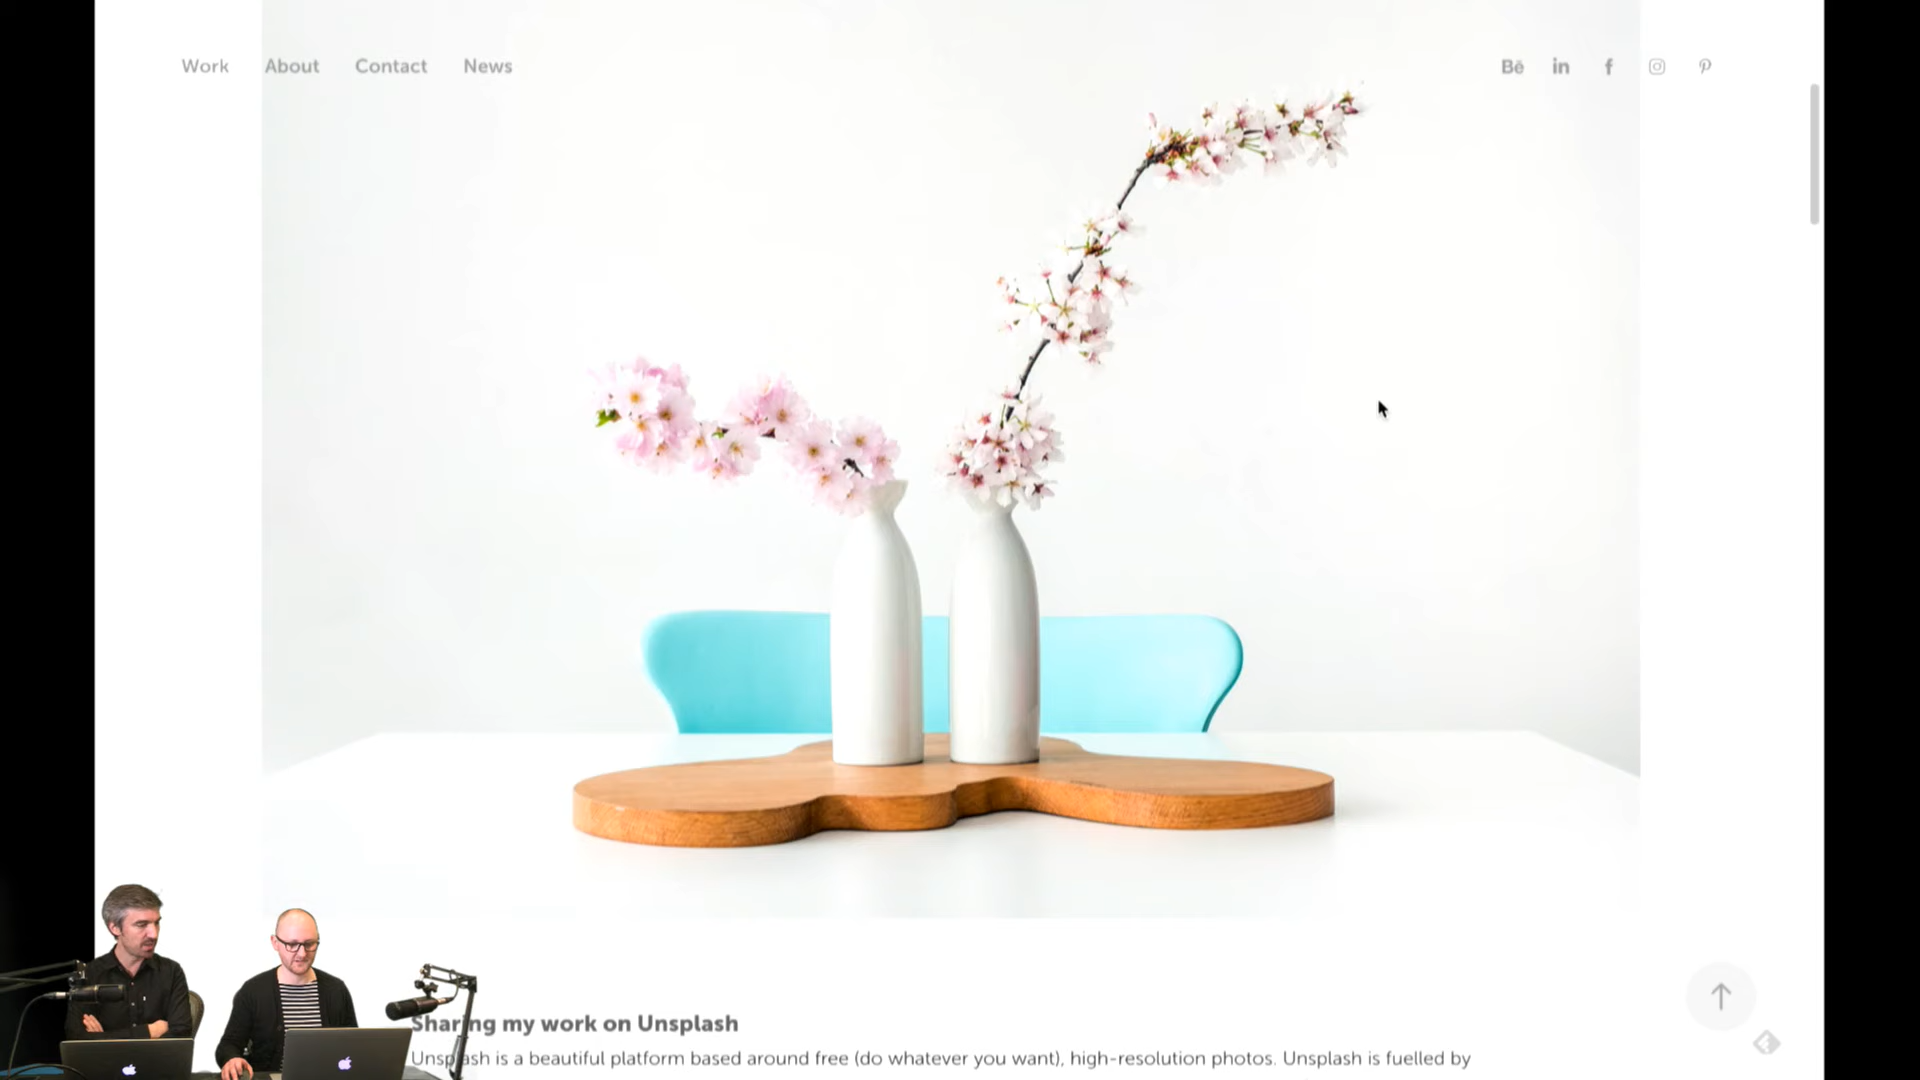 Work About Contact News
Bē in f
Sharing my work on Unsplash
Unsplash is a beautiful platform based around free (do whatever you want), high-resolution photos. Unsplash is fuelled by